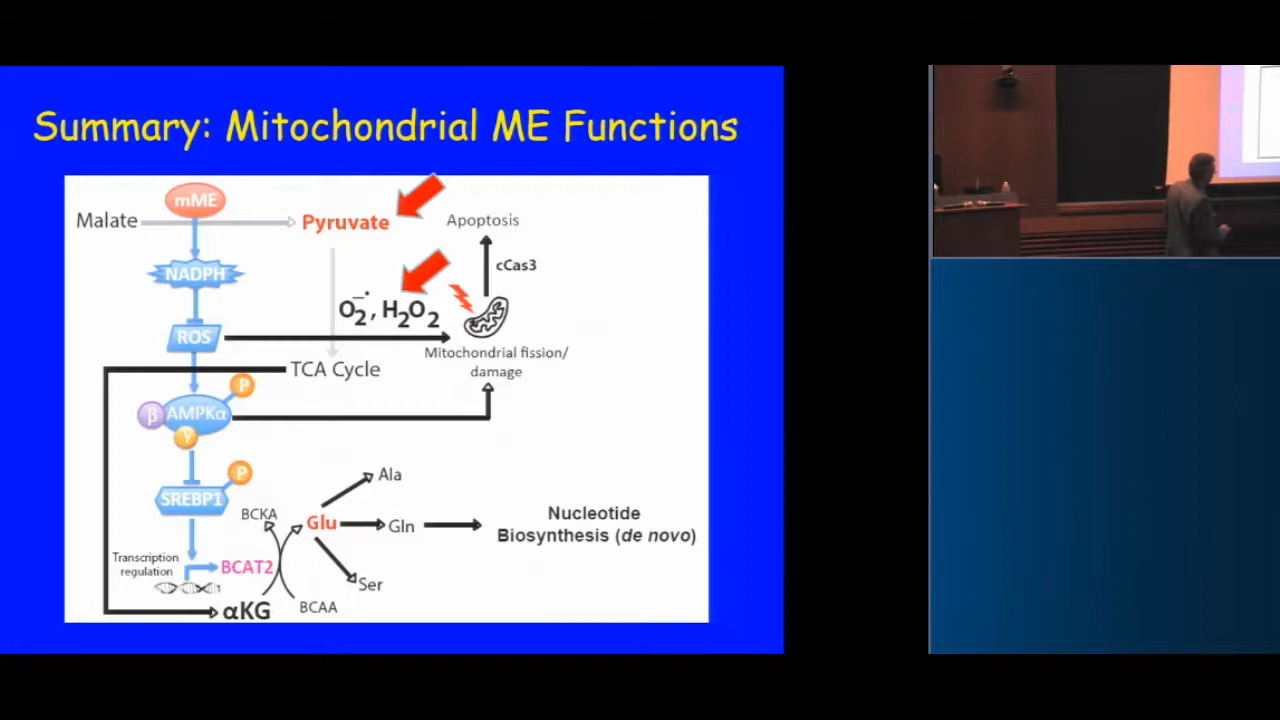 Summary: Mitochondrial ME Functions
mME
Malate
Pyruvate
Apoptosis
cCas3
NADPH
O2−·, H2O2
ROS
Mitochondrial fission/
damage
TCA Cycle
P
β
AMPKα
γ
P
SREBP1
Ala
BCKA
Glu
Gln
Nucleotide
Biosynthesis (de novo)
Transcription
regulation
BCAT2
Ser
αKG
BCAA